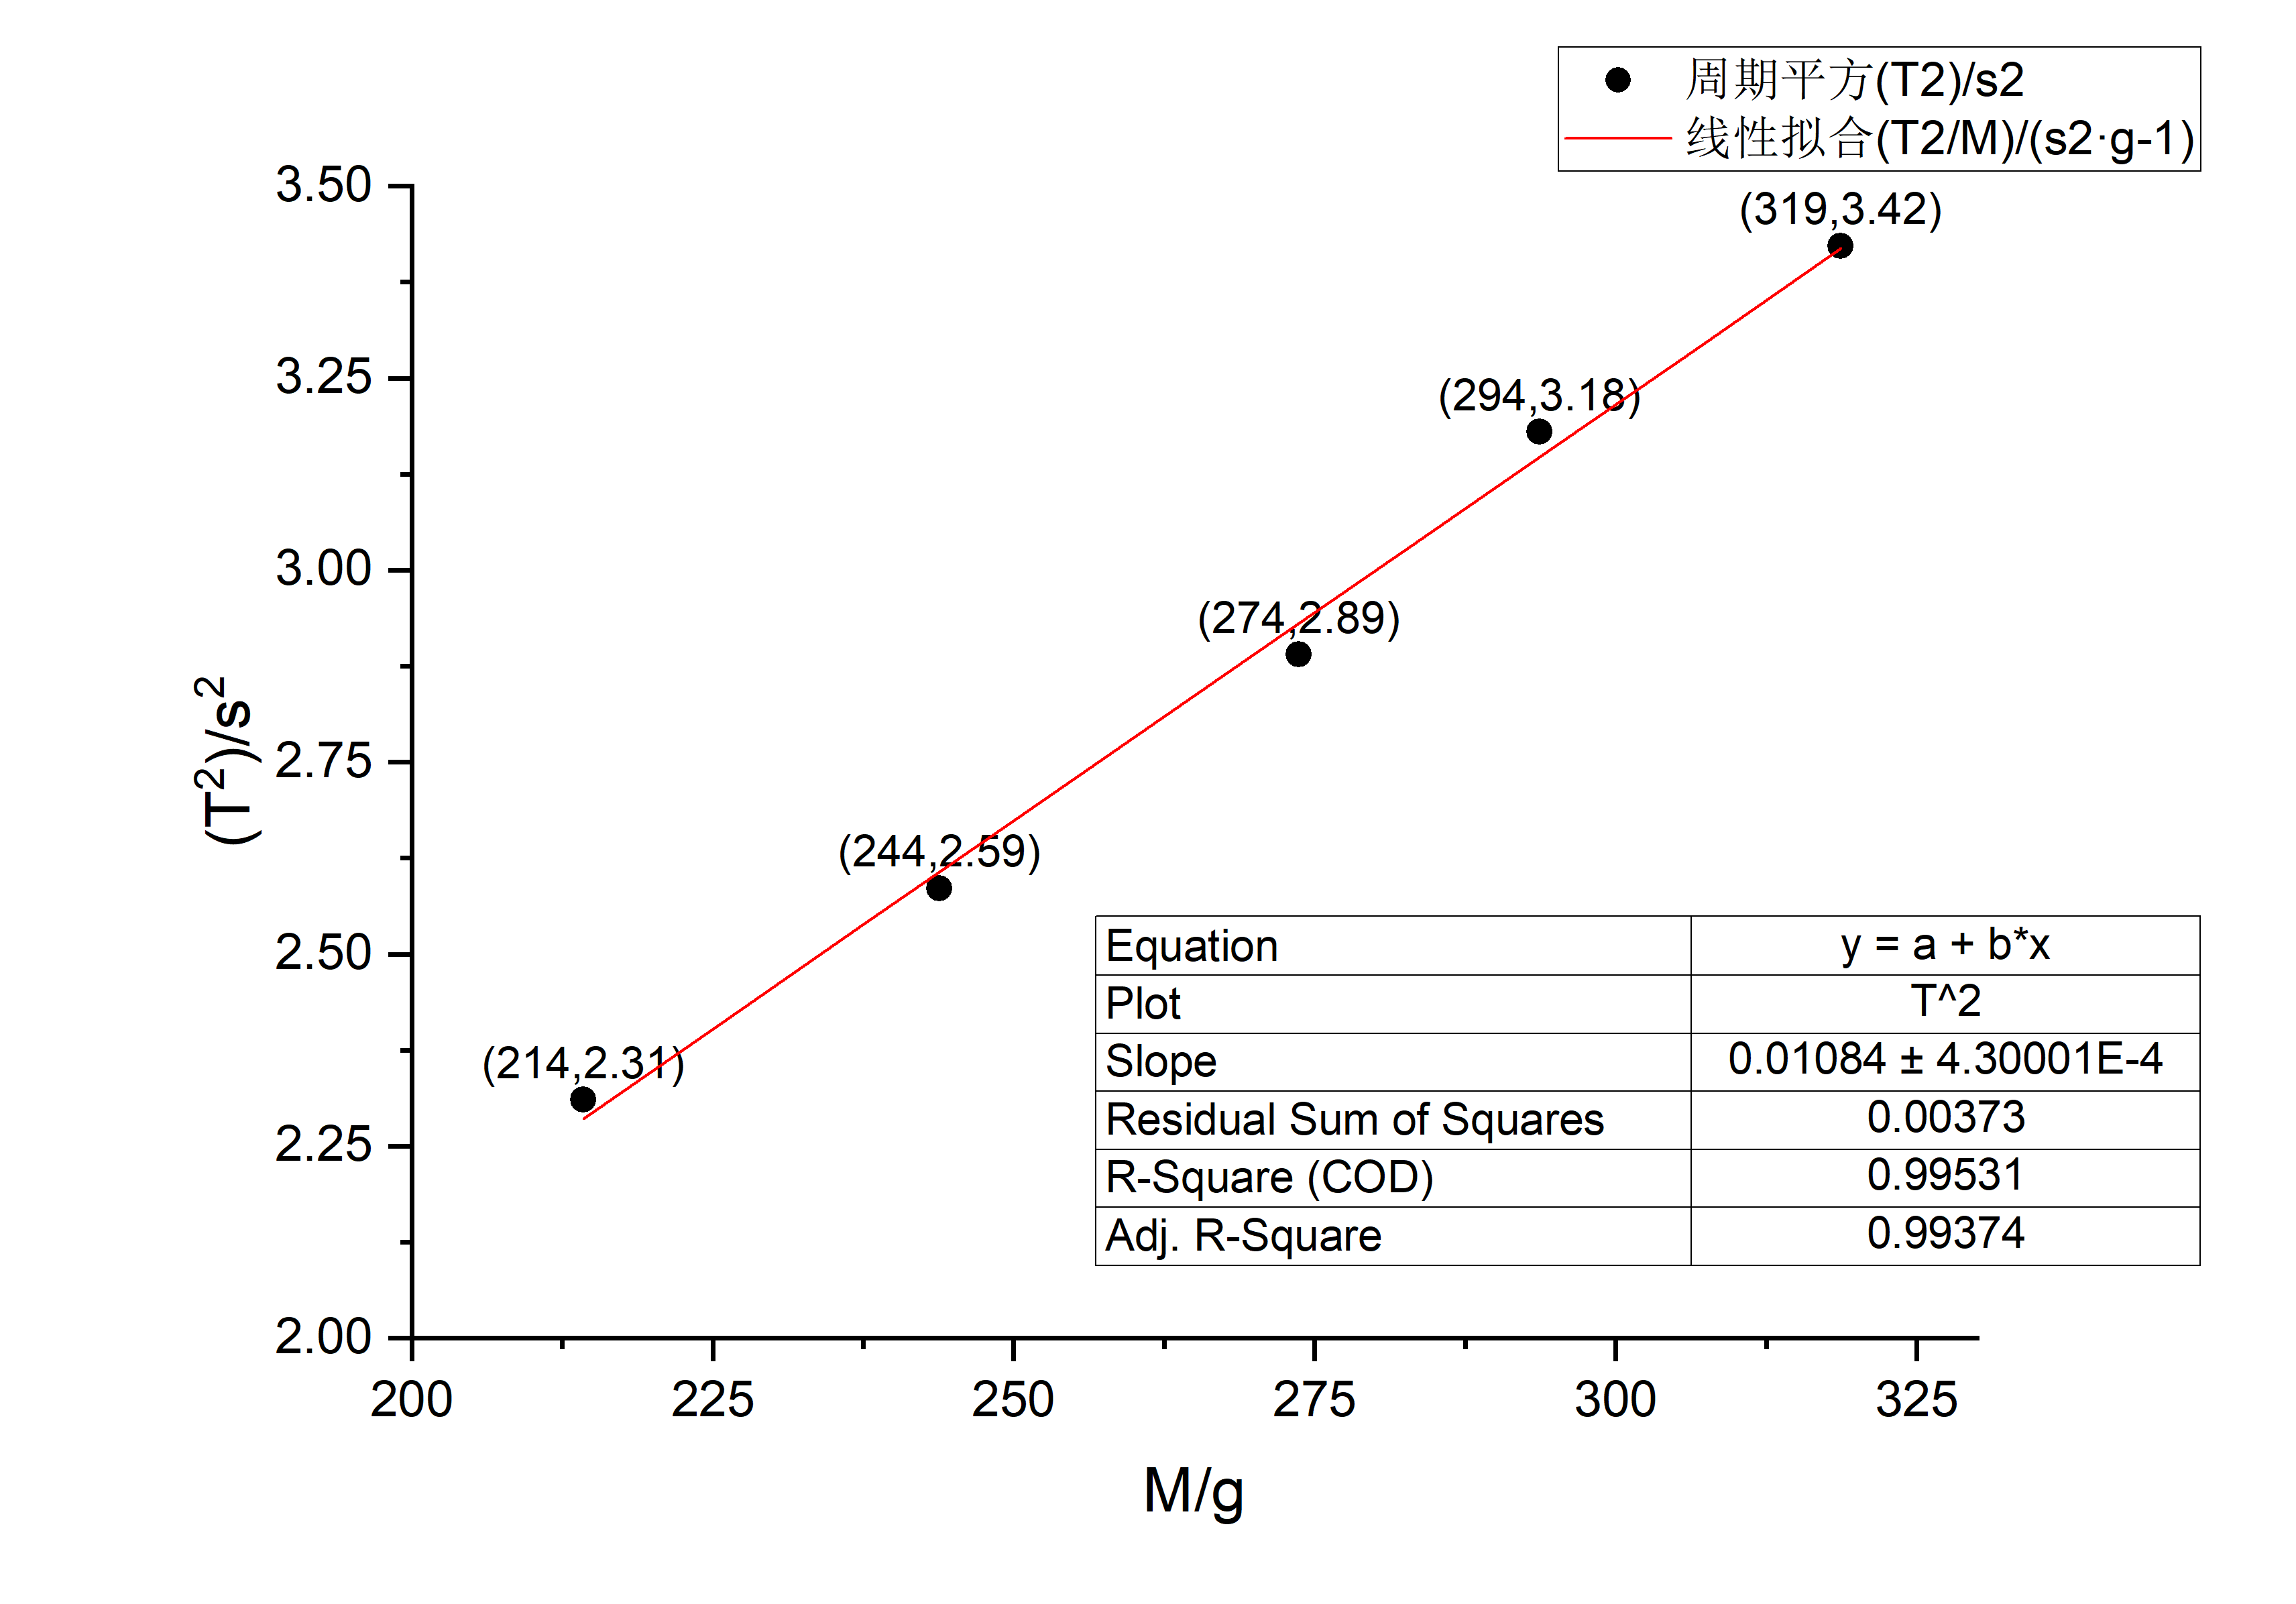 周期平方(T2)/s2
线性拟合(T2/M)/(s2·g-1)
3.50
3.25
3.00
2.75
2.50
2.25
2.00
(T2)/s2
(319,3.42)
(294,3.18)
(274,2.89)
(244,2.59)
(214,2.31)
Equation y = a + b*x
Plot T^2
Slope 0.01084 ± 4.30001E-4
Residual Sum of Squares 0.00373
R-Square (COD) 0.99531
Adj. R-Square 0.99374
200 225 250 275 300 325
M/g